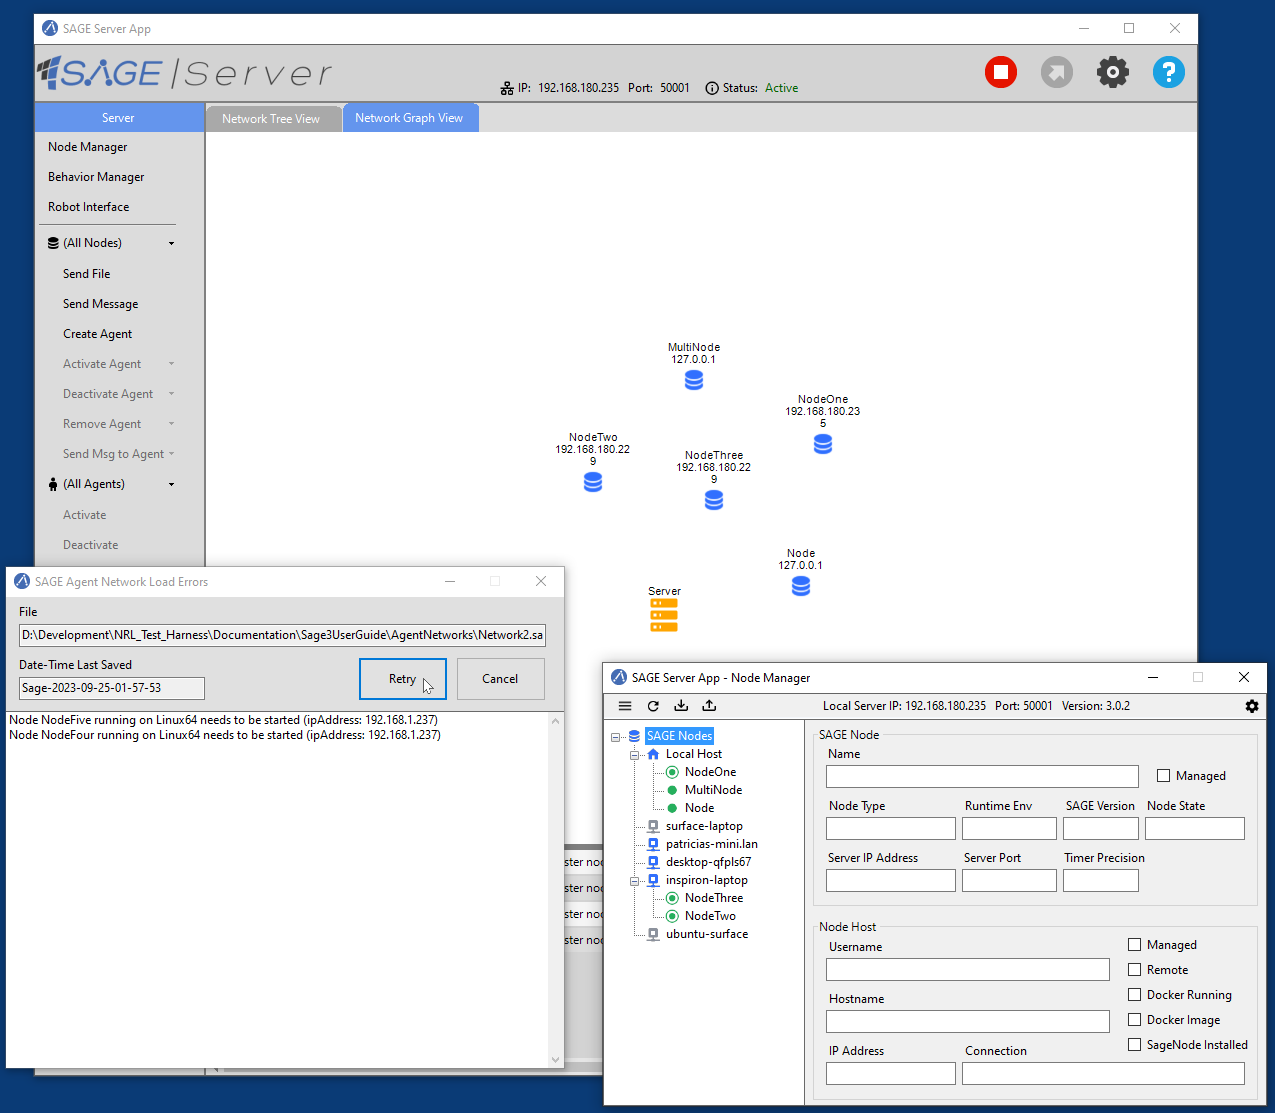 SAGE Server App
SAGE | Server
IP: 192.168.180.235 Port: 50001 Status: Active
Server
Network Tree View
Network Graph View
Node Manager
Behavior Manager
Robot Interface
(All Nodes)
Send File
Send Message
Create Agent
Activate Agent
Deactivate Agent
Remove Agent
Send Msg to Agent
(All Agents)
Activate
Deactivate
MultiNode
127.0.0.1
NodeOne
192.168.180.23
5
NodeTwo
192.168.180.22
9
NodeThree
192.168.180.22
9
Node
127.0.0.1
Server
SAGE Agent Network Load Errors
File
D:\Development\NRL_Test_Harness\Documentation\Sage3UserGuide\AgentNetworks\Network2.sa
Date-Time Last Saved
Sage-2023-09-25-01-57-53
Retry
Cancel
Node NodeFive running on Linux64 needs to be started (ipAddress: 192.168.1.237)
Node NodeFour running on Linux64 needs to be started (ipAddress: 192.168.1.237)
ster noc
ster noc
ster noc
ster noc
SAGE Server App - Node Manager
Local Server IP: 192.168.180.235 Port: 50001 Version: 3.0.2
SAGE Nodes
Local Host
NodeOne
MultiNode
Node
surface-laptop
patricias-mini.lan
desktop-qfpls67
inspiron-laptop
NodeThree
NodeTwo
ubuntu-surface
SAGE Node
Name
Managed
Node Type
Runtime Env
SAGE Version
Node State
Server IP Address
Server Port
Timer Precision
Node Host
Username
Managed
Remote
Hostname
Docker Running
Docker Image
SageNode Installed
IP Address
Connection